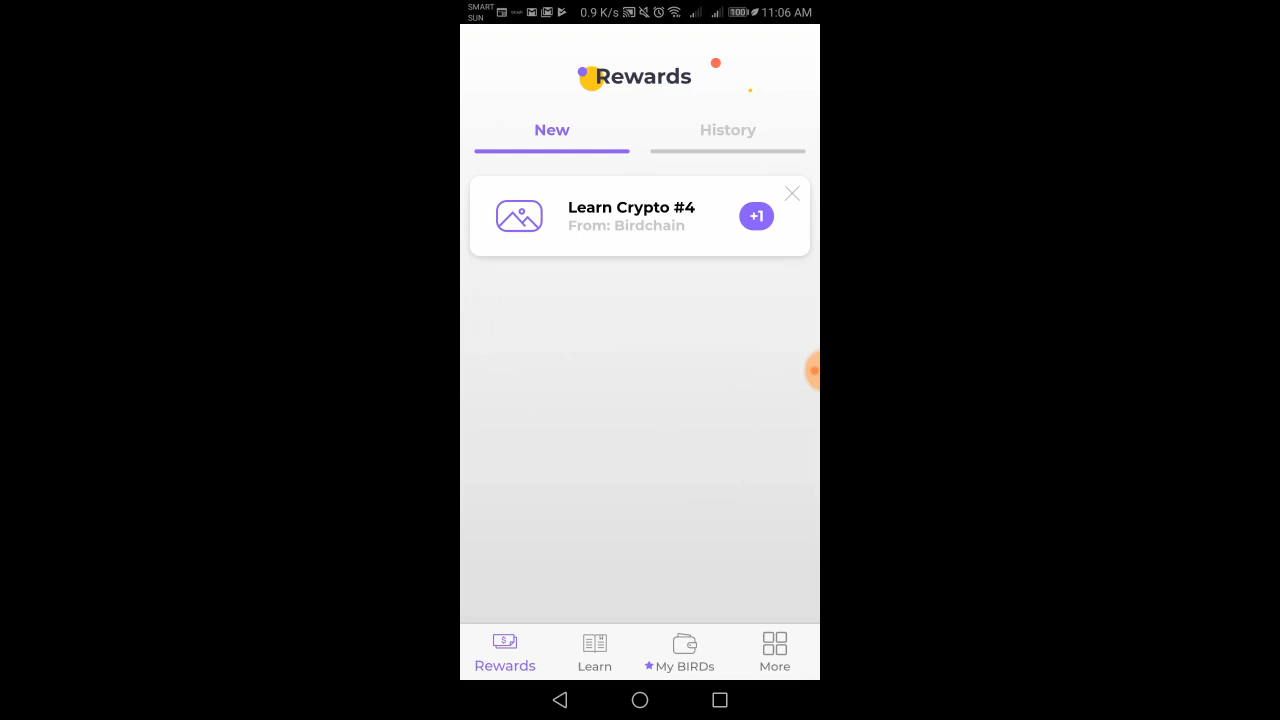 SMART
SUN
0.9 K/s
100
11:06 AM
Rewards
New
History
Learn Crypto #4
From: Birdchain
+1
Rewards
Learn
My BIRDs
More